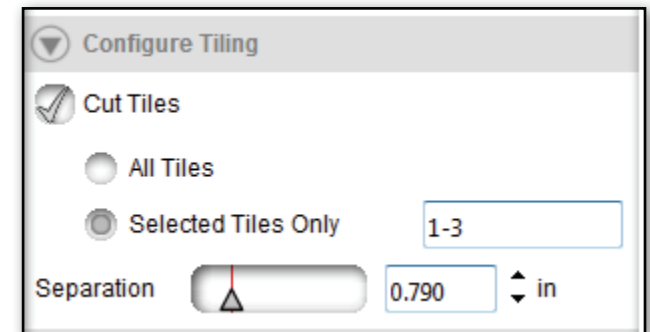 Configure Tiling
Cut Tiles
All Tiles
Selected Tiles Only 1-3
Separation 0.790 in